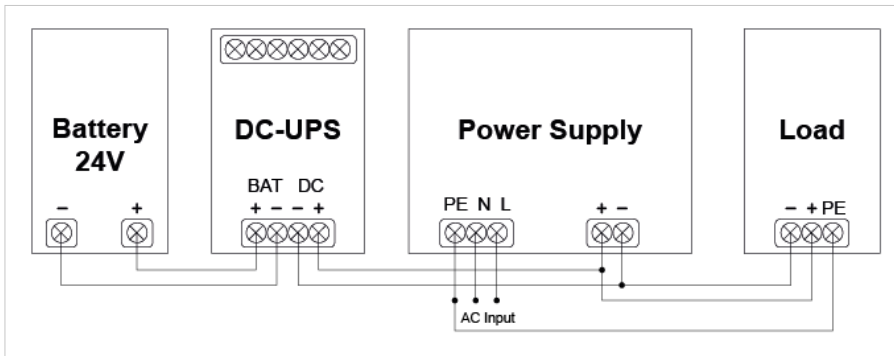 Battery
24V
DC-UPS
Power Supply
Load
BAT DC
PE N L
- +
+ - - +
+ -
- + PE
AC Input